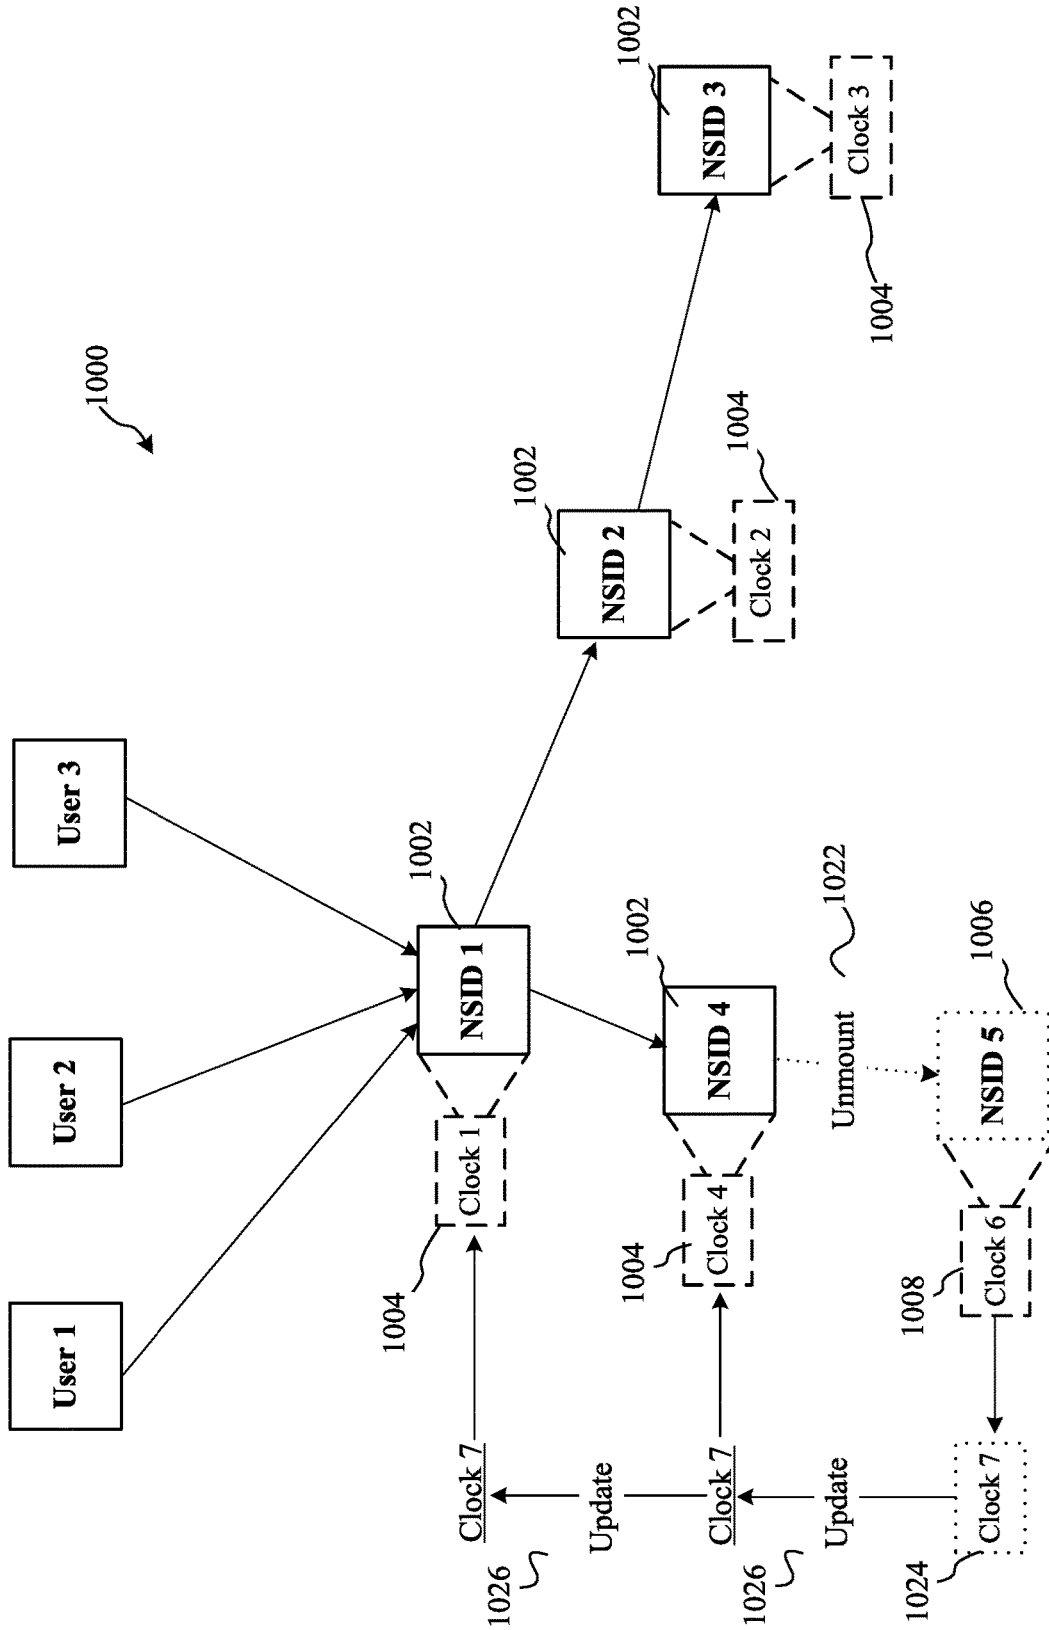 1000
User 1
User 2
User 3
1002
NSID 1
Clock 1
1004
Clock 7
1026
Update
1002
NSID 2
Clock 2
1004
1002
NSID 3
Clock 3
1004
1002
NSID 4
Clock 4
1004
Clock 7
1026
Update
Unmount
1022
1006
NSID 5
Clock 6
1008
Clock 7
1024